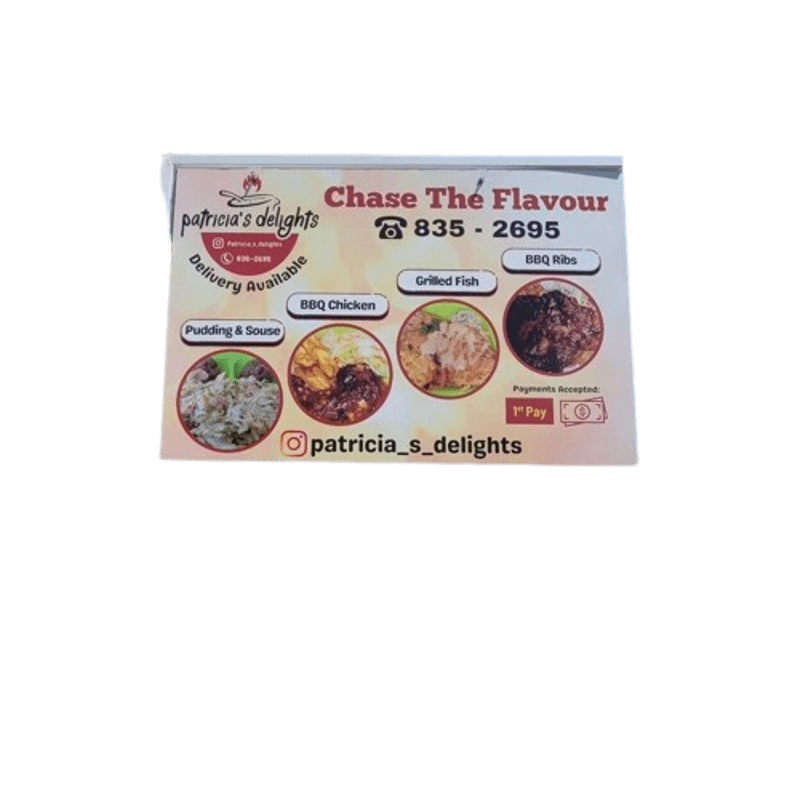 patricia's delights
Patricia_s_delights
835-2695
Delivery Available
Chase The Flavour
835 - 2695
Pudding & Souse
BBQ Chicken
Grilled Fish
BBQ Ribs
Payments Accepted:
1st Pay
$
patricia_s_delights